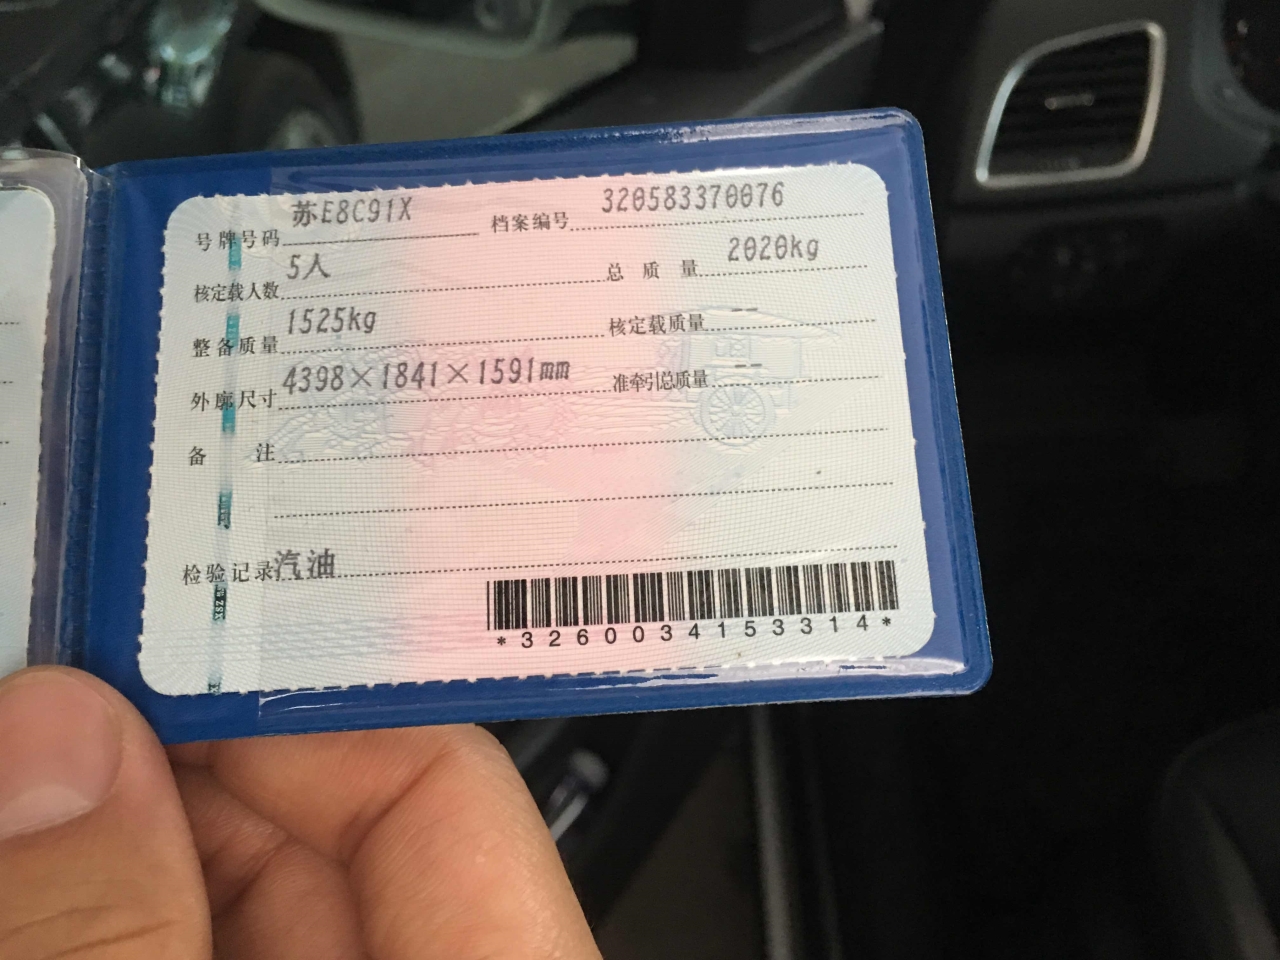 号牌号码 苏E8C91X 档案编号 320583370076
核定载人数 5人 总质量 2020kg
整备质量 1525kg 核定载质量 --
外廓尺寸 4398×1841×1591mm 准牵引总质量 --
备注
检验记录 汽油
*3260034153314*